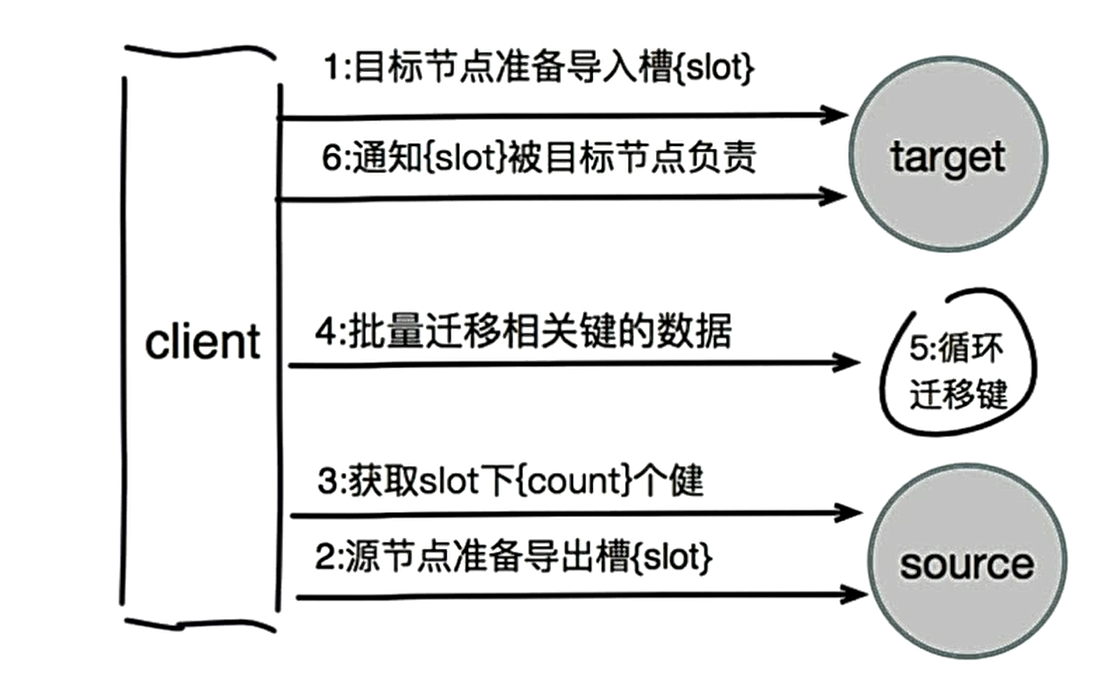 1:目标节点准备导入槽{slot}
6:通知{slot}被目标节点负责
target
client
4:批量迁移相关键的数据
5:循环
迁移键
3:获取slot下{count}个健
2:源节点准备导出槽{slot}
source